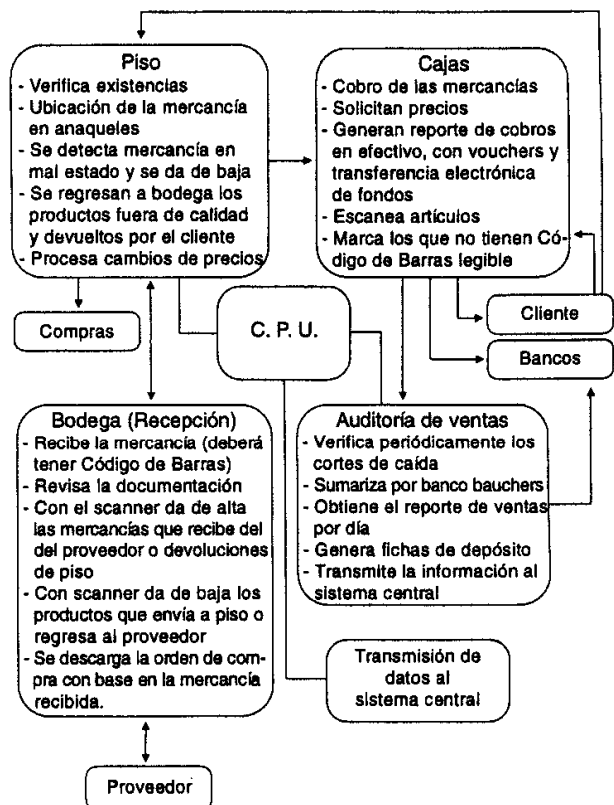 Piso
- Verifica existencias
- Ubicación de la mercancía
en anaqueles
- Se detecta mercancía en
mal estado y se da de baja
- Se regresan a bodega los
productos fuera de calidad
y devueltos por el cliente
- Procesa cambios de precios
Cajas
- Cobro de las mercancías
- Solicitan precios
- Generan reporte de cobros
en efectivo, con vouchers y
transferencia electrónica
de fondos
- Escanea artículos
- Marca los que no tienen Có-
digo de Barras legible
Compras
C. P. U.
Cliente
Bancos
Bodega (Recepción)
- Recibe la mercancía (deberá
tener Código de Barras)
- Revisa la documentación
- Con el scanner da de alta
las mercancías que recibe del
del proveedor o devoluciones
de piso
- Con scanner da de baja los
productos que envía a piso o
regresa al proveedor
- Se descarga la orden de com-
pra con base en la mercancía
recibida.
Auditoría de ventas
- Verifica periódicamente los
cortes de caída
- Sumariza por banco bauchers
- Obtiene el reporte de ventas
por día
- Genera fichas de depósito
- Transmite la información al
sistema central
Transmisión de
datos al
sistema central
Proveedor